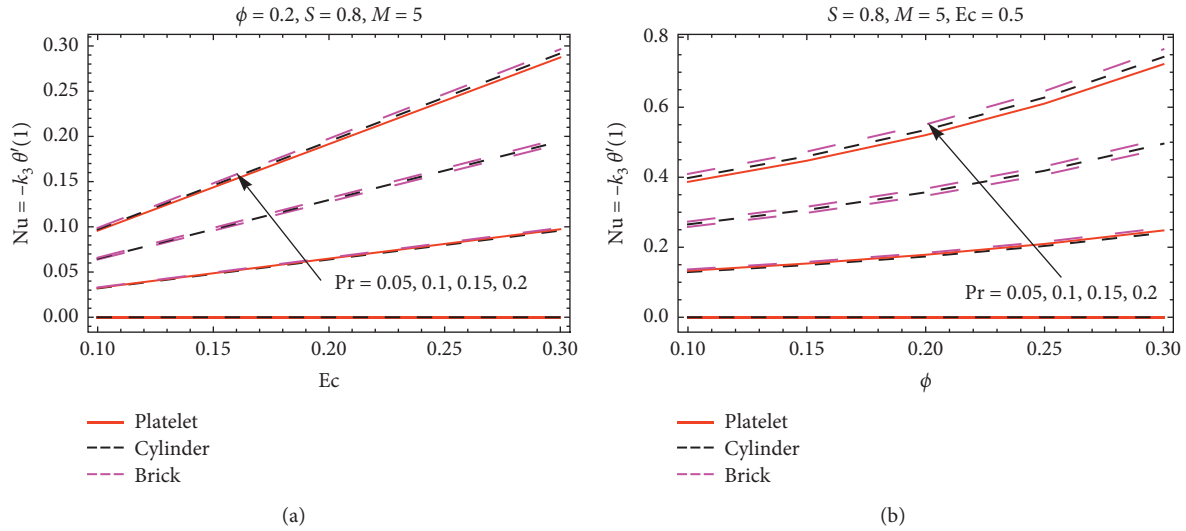 ϕ = 0.2, S = 0.8, M = 5
0.30
0.25
0.20
0.15
0.10
0.05
0.00
Nu = −k₃ θ′(1)
Pr = 0.05, 0.1, 0.15, 0.2
0.10 0.15 0.20 0.25 0.30
Ec
Platelet
Cylinder
Brick
(a)
S = 0.8, M = 5, Ec = 0.5
0.8
0.6
0.4
0.2
0.0
Nu = −k₃ θ′(1)
Pr = 0.05, 0.1, 0.15, 0.2
0.10 0.15 0.20 0.25 0.30
ϕ
Platelet
Cylinder
Brick
(b)